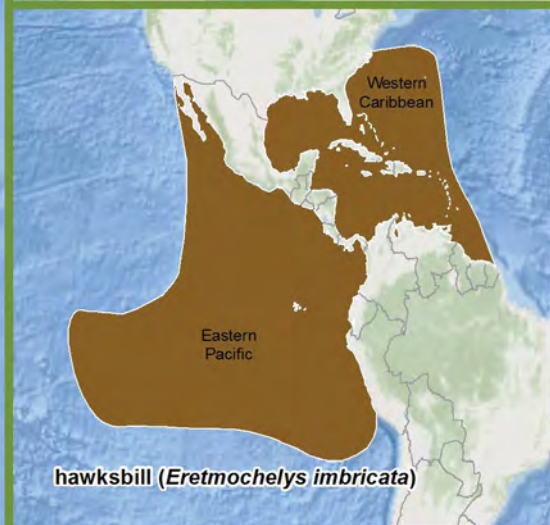 Western
Caribbean
Eastern
Pacific
hawksbill (Eretmochelys imbricata)